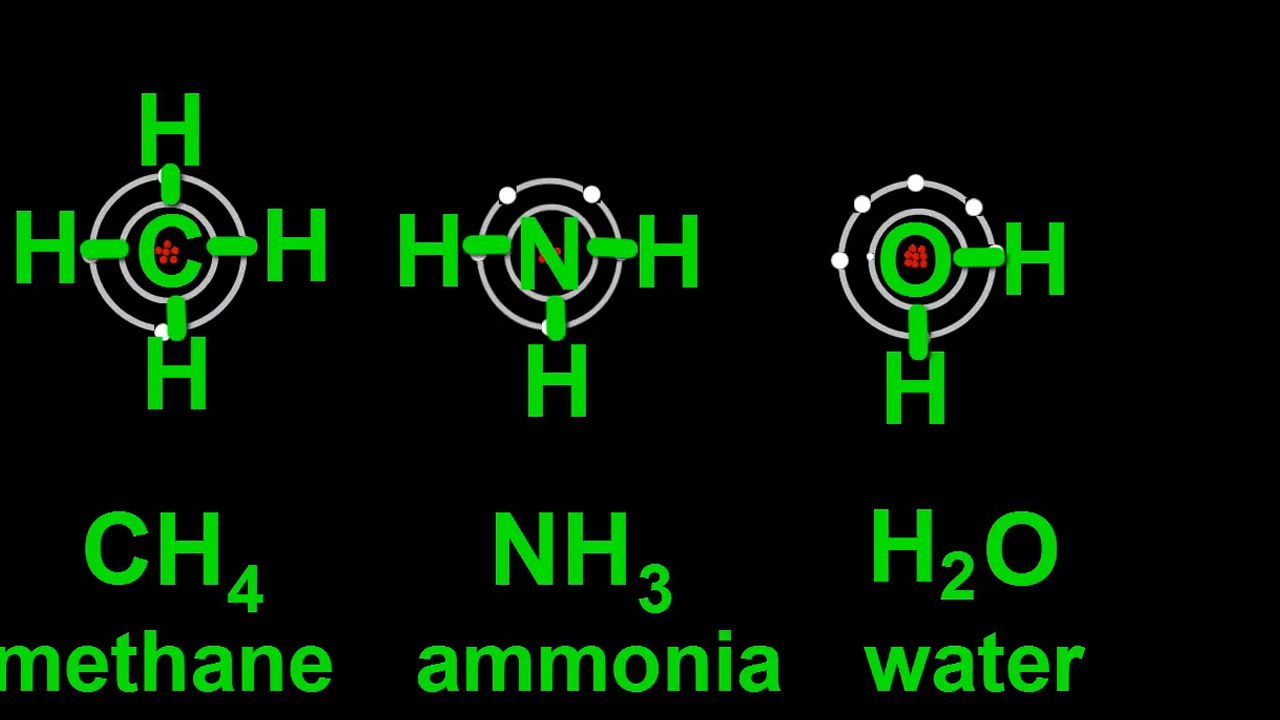 H
H C H
H
H N H
H
O H
H
CH₄
methane
NH₃
ammonia
H₂O
water